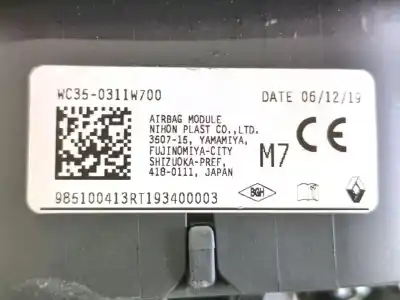 WC35-0311W700
DATE 06/12/19
AIRBAG MODULE
NIHON PLAST CO.,LTD.
3507-15, YAMAMIYA,
FUJINOMIYA-CITY
SHIZUOKA-PREF,
418-0111, JAPAN
M7
CE
985100413RT193400003
BGH